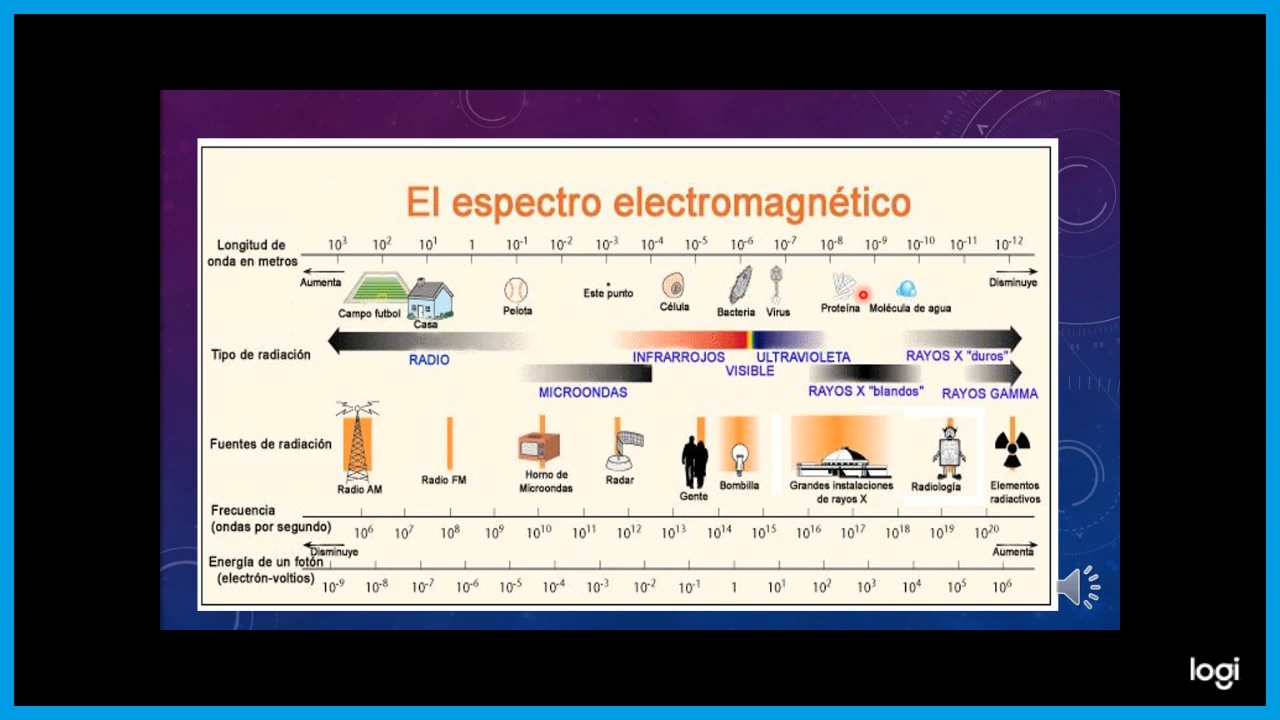 El espectro electromagnético
Longitud de
onda en metros
10³ 10² 10¹ 1 10⁻¹ 10⁻² 10⁻³ 10⁻⁴ 10⁻⁵ 10⁻⁶ 10⁻⁷ 10⁻⁸ 10⁻⁹ 10⁻¹⁰ 10⁻¹¹ 10⁻¹²
Aumenta
Disminuye
Campo futbol
Casa
Pelota
Este punto
Célula
Bacteria
Virus
Proteína
Molécula de agua
Tipo de radiación
RADIO
MICROONDAS
INFRARROJOS
VISIBLE
ULTRAVIOLETA
RAYOS X "blandos"
RAYOS X "duros"
RAYOS GAMMA
Fuentes de radiación
Radio AM
Radio FM
Horno de
Microondas
Radar
Gente
Bombilla
Grandes instalaciones
de rayos X
Radiología
Elementos
radiactivos
Frecuencia
(ondas por segundo)
10⁶ 10⁷ 10⁸ 10⁹ 10¹⁰ 10¹¹ 10¹² 10¹³ 10¹⁴ 10¹⁵ 10¹⁶ 10¹⁷ 10¹⁸ 10¹⁹ 10²⁰
Disminuye
Aumenta
Energía de un fotón
(electrón-voltios)
10⁻⁹ 10⁻⁸ 10⁻⁷ 10⁻⁶ 10⁻⁵ 10⁻⁴ 10⁻³ 10⁻² 10⁻¹ 1 10¹ 10² 10³ 10⁴ 10⁵ 10⁶
logi